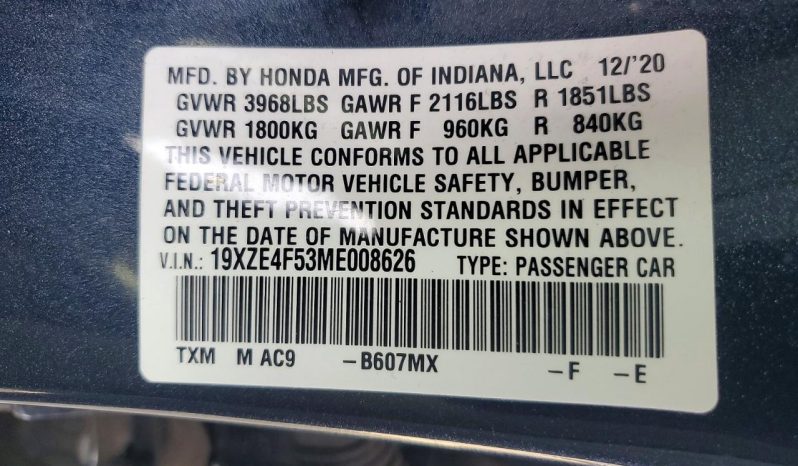 MFD. BY HONDA MFG. OF INDIANA, LLC 12/'20
GVWR 3968LBS GAWR F 2116LBS R 1851LBS
GVWR 1800KG GAWR F 960KG R 840KG
THIS VEHICLE CONFORMS TO ALL APPLICABLE
FEDERAL MOTOR VEHICLE SAFETY, BUMPER,
AND THEFT PREVENTION STANDARDS IN EFFECT
ON THE DATE OF MANUFACTURE SHOWN ABOVE.
V.I.N.: 19XZE4F53ME008626 TYPE: PASSENGER CAR
TXM M AC9 -B607MX -F -E